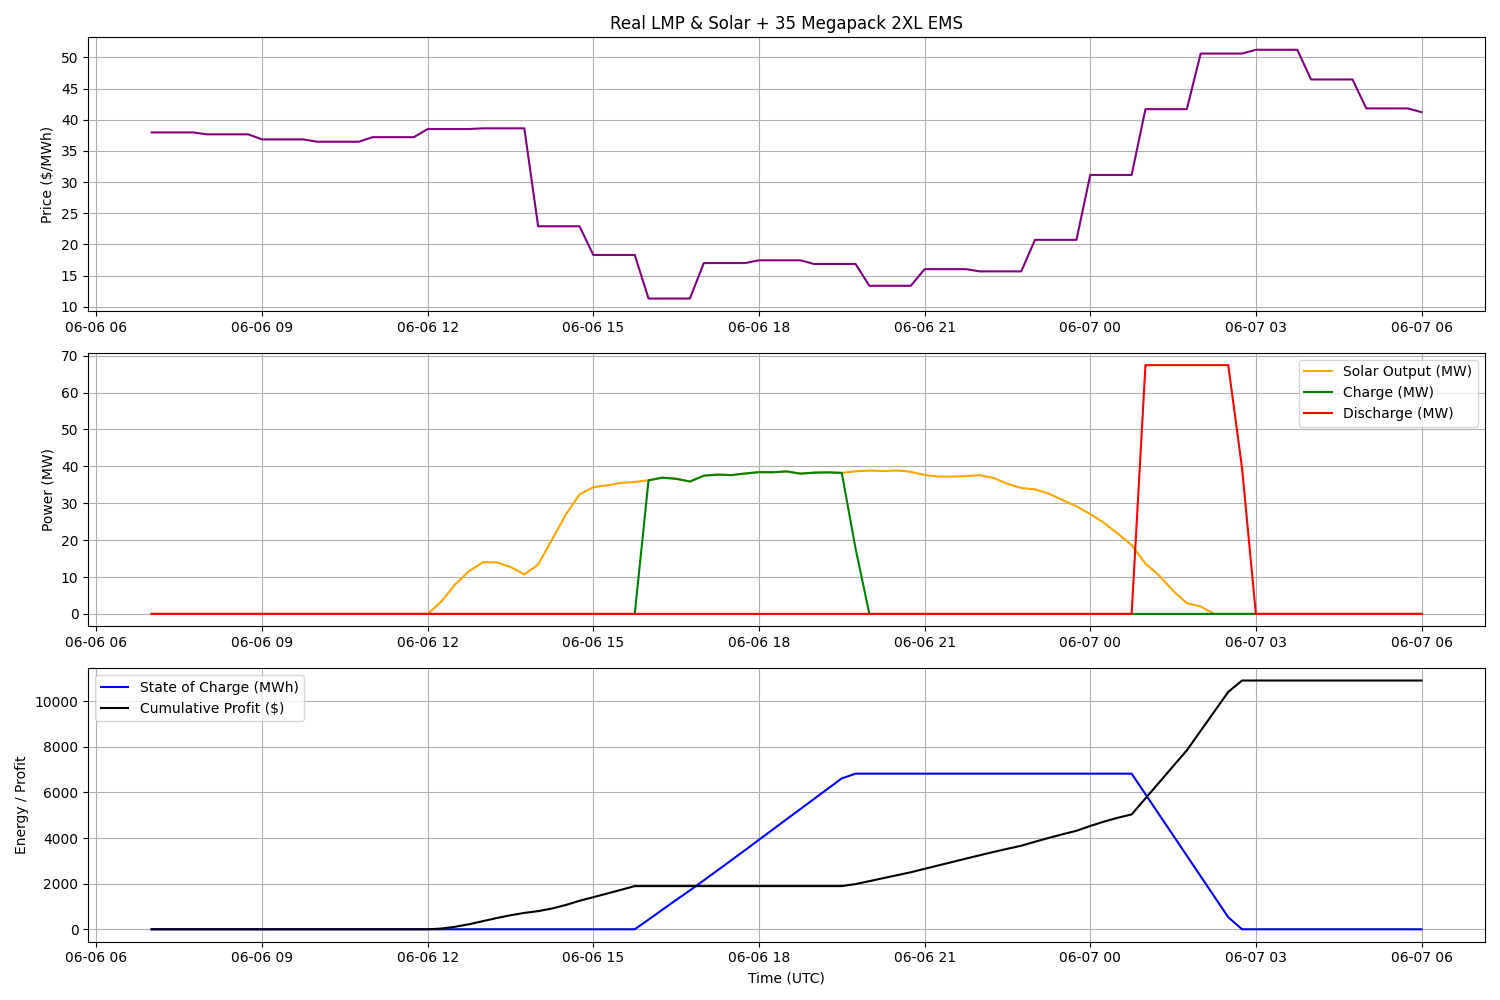 Real LMP & Solar + 35 Megapack 2XL EMS
Price ($/MWh)
50
45
40
35
30
25
20
15
10
06-06 06 06-06 09 06-06 12 06-06 15 06-06 18 06-06 21 06-07 00 06-07 03 06-07 06
Power (MW)
70
60
50
40
30
20
10
0
Solar Output (MW)
Charge (MW)
Discharge (MW)
06-06 06 06-06 09 06-06 12 06-06 15 06-06 18 06-06 21 06-07 00 06-07 03 06-07 06
Energy / Profit
10000
8000
6000
4000
2000
0
State of Charge (MWh)
Cumulative Profit ($)
06-06 06 06-06 09 06-06 12 06-06 15 06-06 18 06-06 21 06-07 00 06-07 03 06-07 06
Time (UTC)